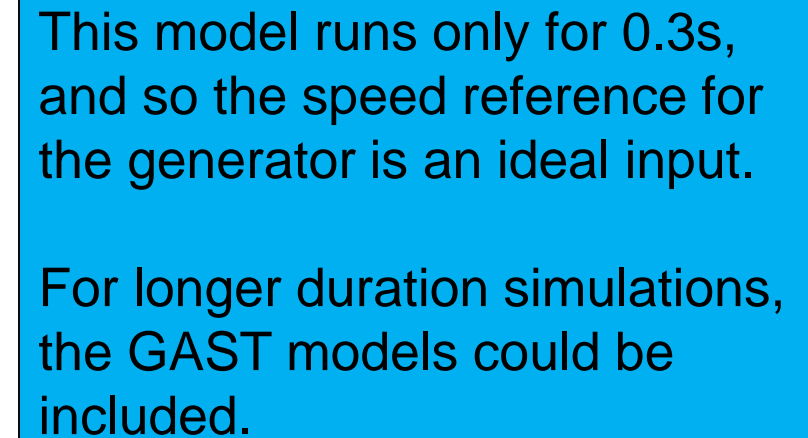 This model runs only for 0.3s,
and so the speed reference for
the generator is an ideal input.
For longer duration simulations,
the GAST models could be
included.